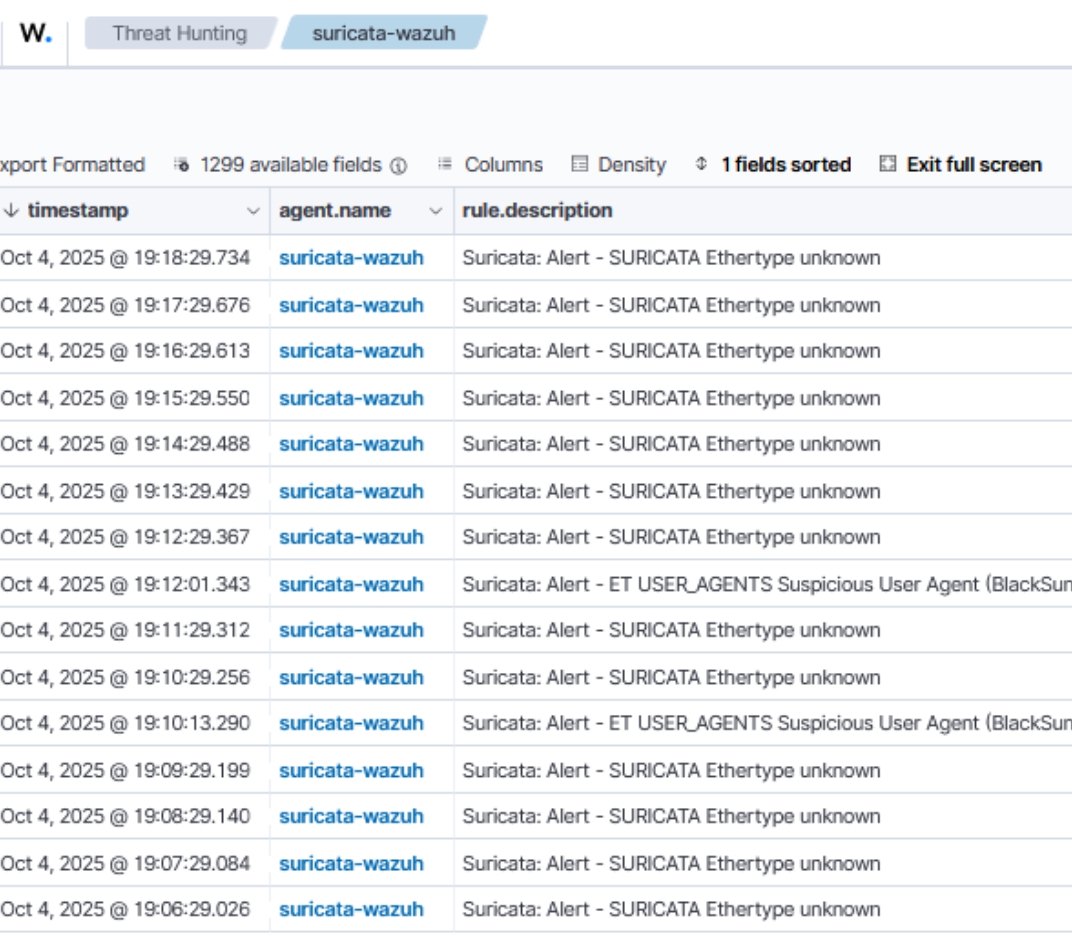 W. Threat Hunting suricata-wazuh
xport Formatted 1299 available fields Columns Density 1 fields sorted Exit full screen
timestamp agent.name rule.description
Oct 4, 2025 @ 19:18:29.734 suricata-wazuh Suricata: Alert - SURICATA Ethertype unknown
Oct 4, 2025 @ 19:17:29.676 suricata-wazuh Suricata: Alert - SURICATA Ethertype unknown
Oct 4, 2025 @ 19:16:29.613 suricata-wazuh Suricata: Alert - SURICATA Ethertype unknown
Oct 4, 2025 @ 19:15:29.550 suricata-wazuh Suricata: Alert - SURICATA Ethertype unknown
Oct 4, 2025 @ 19:14:29.488 suricata-wazuh Suricata: Alert - SURICATA Ethertype unknown
Oct 4, 2025 @ 19:13:29.429 suricata-wazuh Suricata: Alert - SURICATA Ethertype unknown
Oct 4, 2025 @ 19:12:29.367 suricata-wazuh Suricata: Alert - SURICATA Ethertype unknown
Oct 4, 2025 @ 19:12:01.343 suricata-wazuh Suricata: Alert - ET USER_AGENTS Suspicious User Agent (BlackSun
Oct 4, 2025 @ 19:11:29.312 suricata-wazuh Suricata: Alert - SURICATA Ethertype unknown
Oct 4, 2025 @ 19:10:29.256 suricata-wazuh Suricata: Alert - SURICATA Ethertype unknown
Oct 4, 2025 @ 19:10:13.290 suricata-wazuh Suricata: Alert - ET USER_AGENTS Suspicious User Agent (BlackSun
Oct 4, 2025 @ 19:09:29.199 suricata-wazuh Suricata: Alert - SURICATA Ethertype unknown
Oct 4, 2025 @ 19:08:29.140 suricata-wazuh Suricata: Alert - SURICATA Ethertype unknown
Oct 4, 2025 @ 19:07:29.084 suricata-wazuh Suricata: Alert - SURICATA Ethertype unknown
Oct 4, 2025 @ 19:06:29.026 suricata-wazuh Suricata: Alert - SURICATA Ethertype unknown